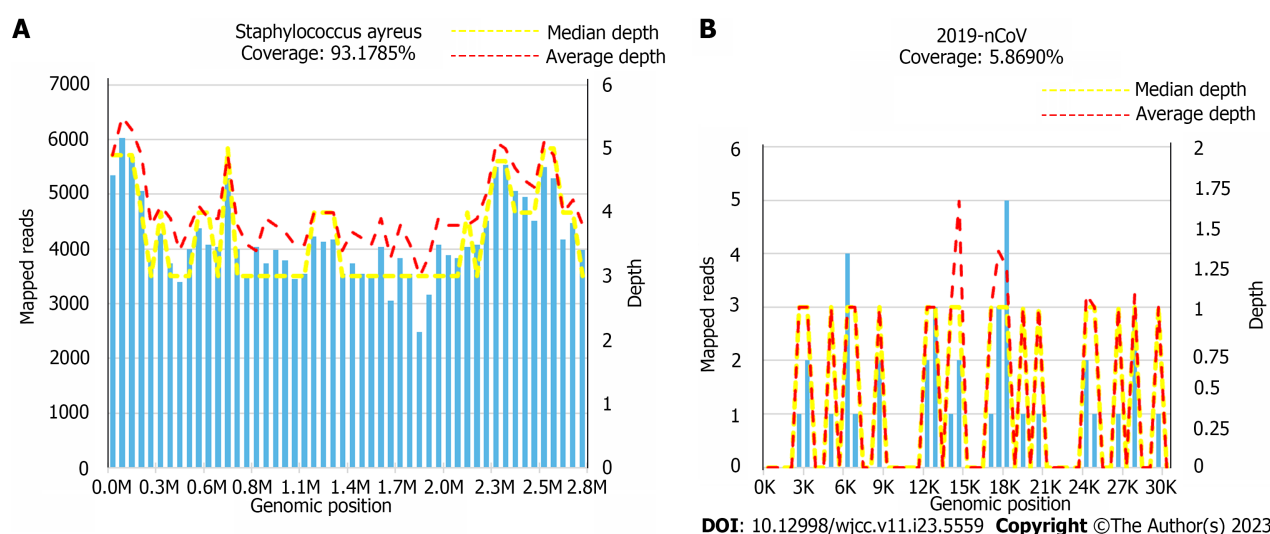 A
Staphylococcus ayreus
Coverage: 93.1785%
Median depth
Average depth
7000
6000
5000
4000
3000
2000
1000
0
Mapped reads
6
5
4
3
2
1
0
Depth
0.0M 0.3M 0.6M 0.8M 1.1M 1.4M 1.7M 2.0M 2.3M 2.5M 2.8M
Genomic position
B
2019-nCoV
Coverage: 5.8690%
Median depth
Average depth
6
5
4
3
2
1
0
Mapped reads
2
1.75
1.5
1.25
1
0.75
0.5
0.25
0
Depth
0K 3K 6K 9K 12K 15K 18K 21K 24K 27K 30K
Genomic position
DOI: 10.12998/wjcc.v11.i23.5559 Copyright ©The Author(s) 2023